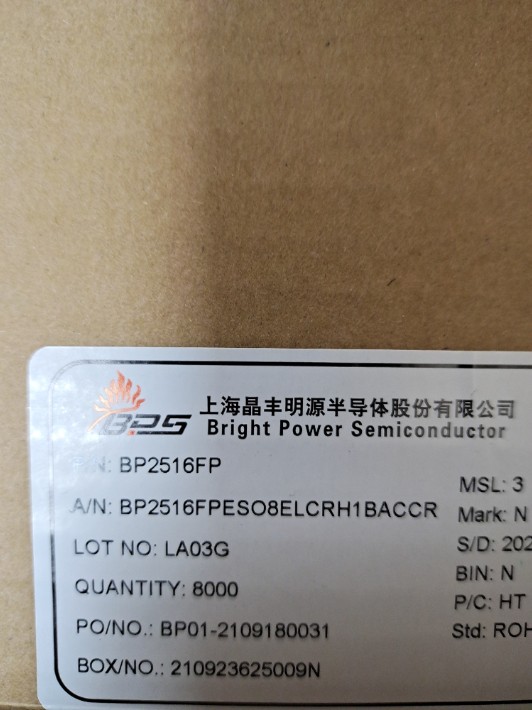 BPS
上海晶丰明源半导体股份有限公司
Bright Power Semiconductor
P/N: BP2516FP
A/N: BP2516FPESO8ELCRH1BACCR
LOT NO: LA03G
QUANTITY: 8000
PO/NO.: BP01-2109180031
BOX/NO.: 210923625009N
MSL: 3
Mark: N
S/D: 202
BIN: N
P/C: HT
Std: ROH